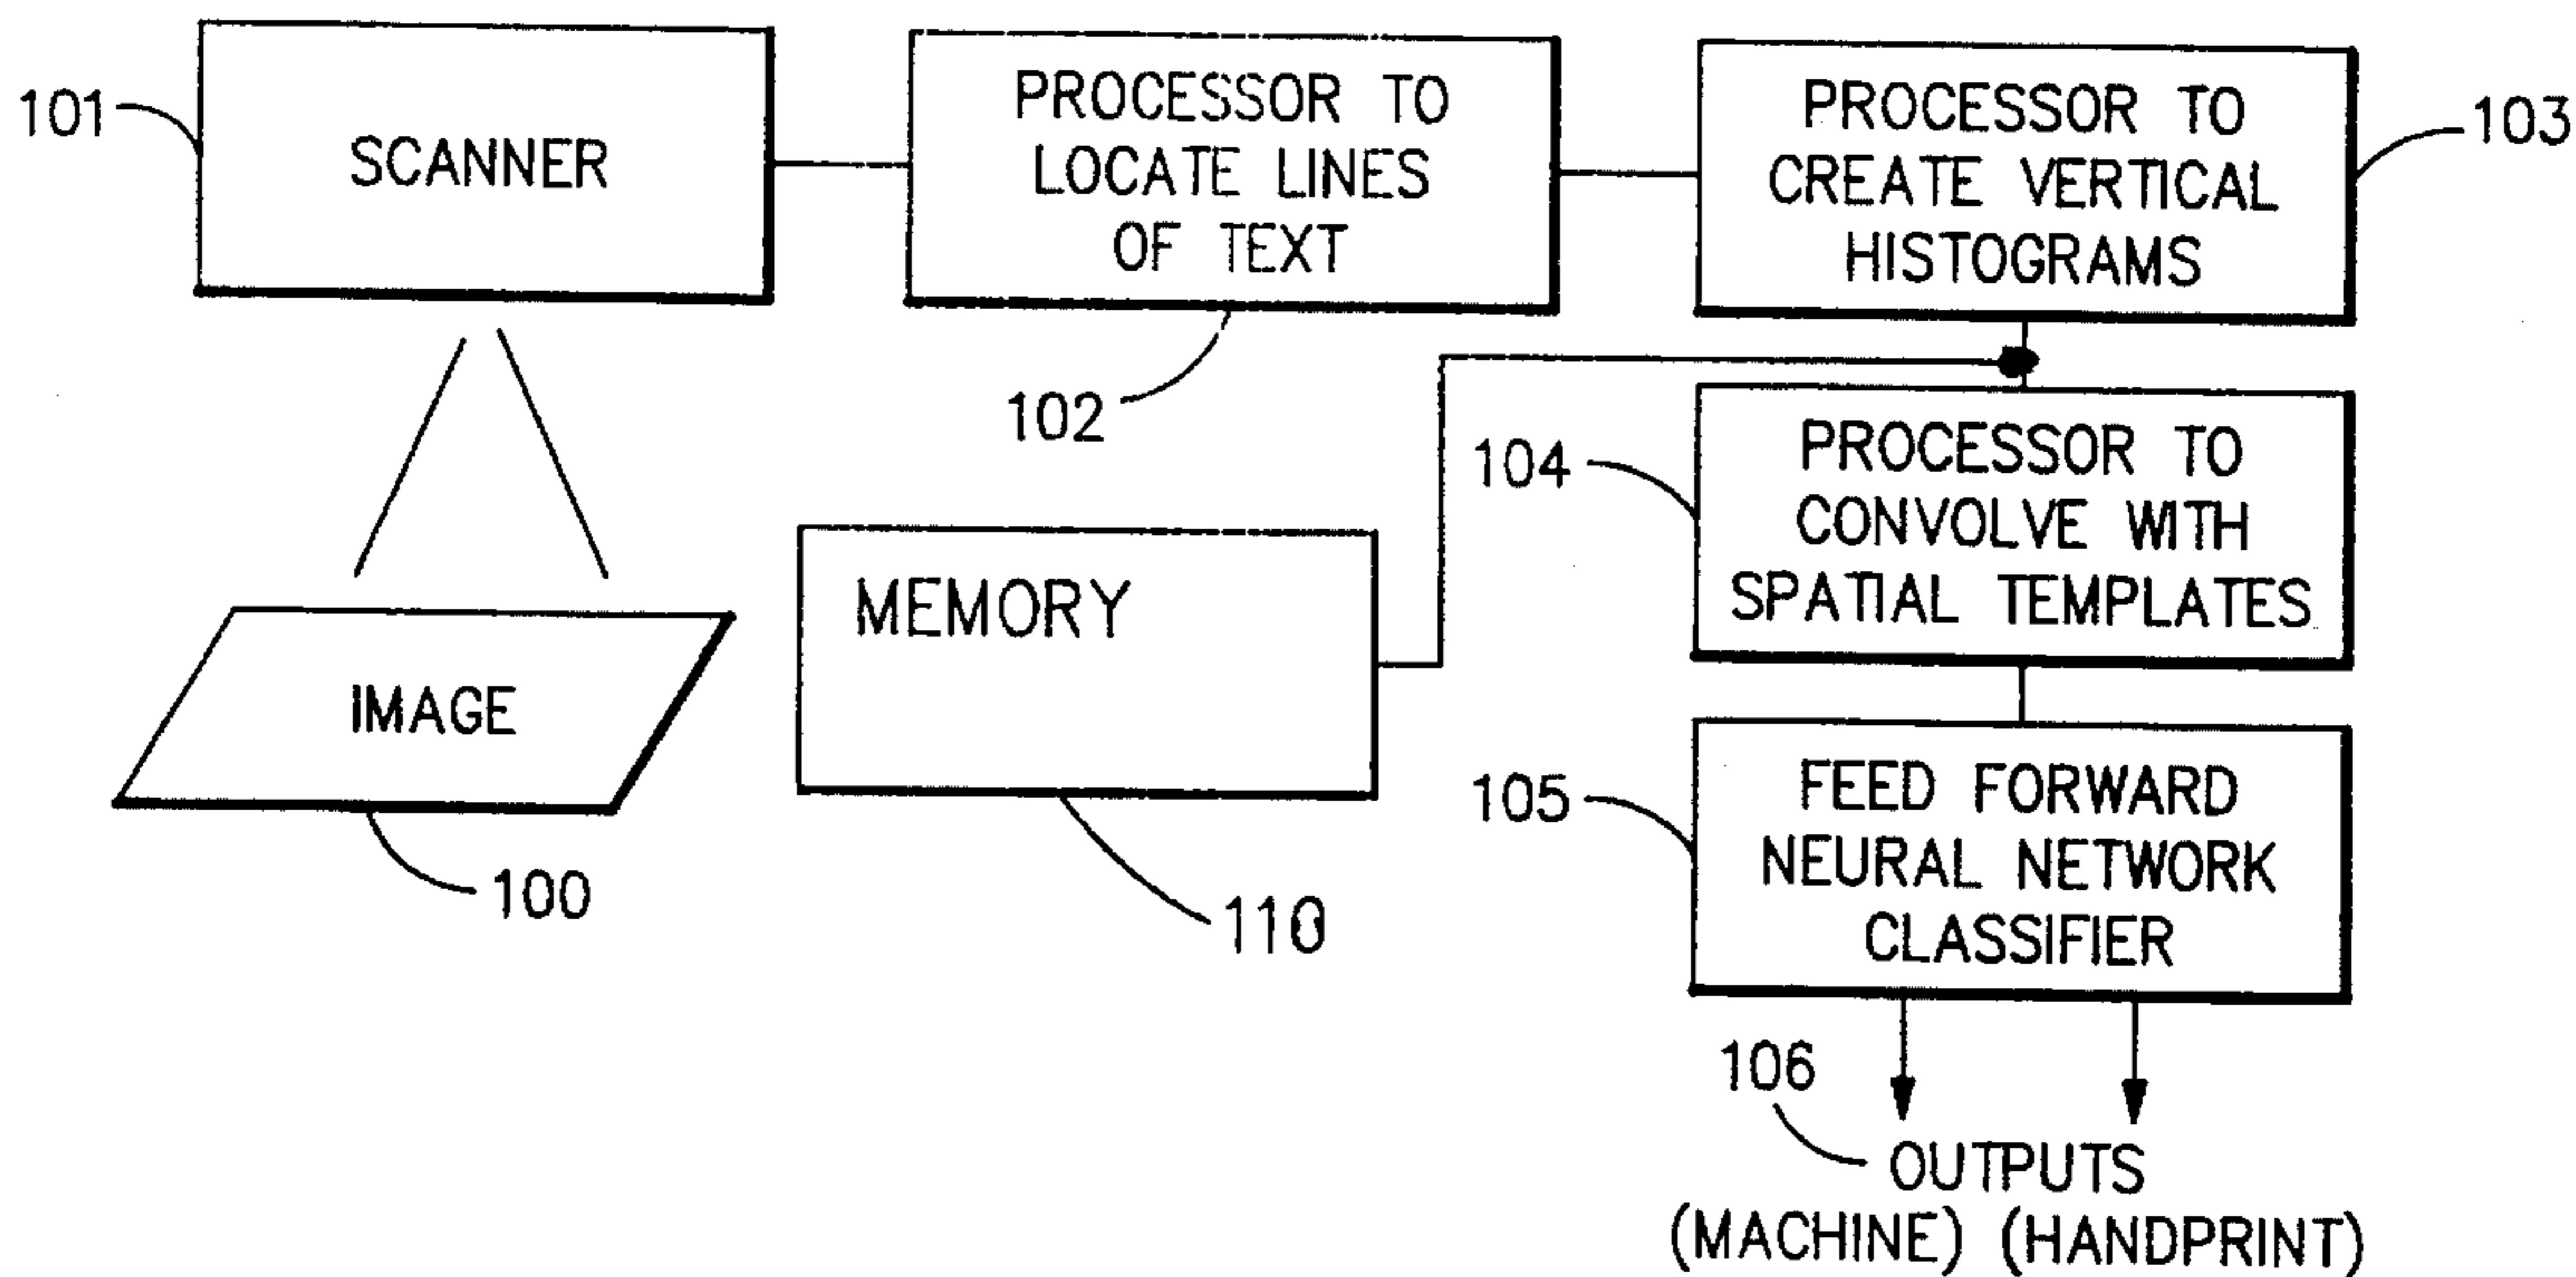 101
SCANNER
PROCESSOR TO
LOCATE LINES
OF TEXT
102
PROCESSOR TO
CREATE VERTICAL
HISTOGRAMS
103
IMAGE
100
MEMORY
110
104
PROCESSOR TO
CONVOLVE WITH
SPATIAL TEMPLATES
105
FEED FORWARD
NEURAL NETWORK
CLASSIFIER
106
OUTPUTS
(MACHINE) (HANDPRINT)